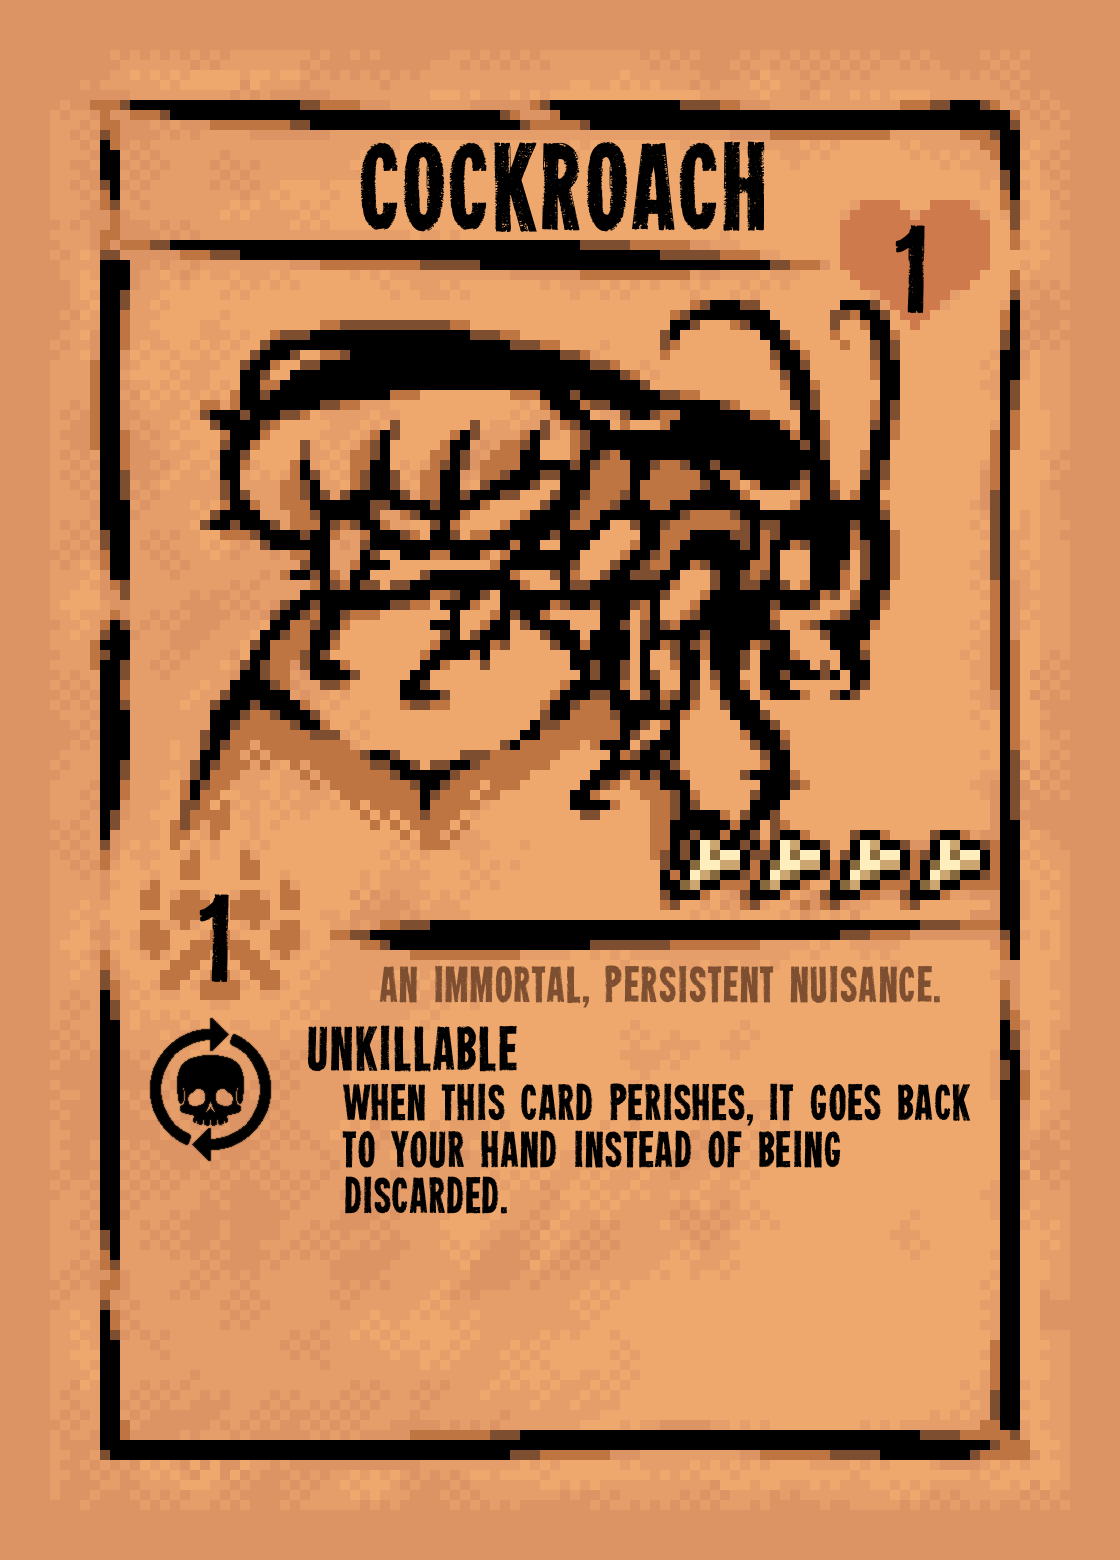 COCKROACH
1
1
AN IMMORTAL, PERSISTENT NUISANCE.
UNKILLABLE
WHEN THIS CARD PERISHES, IT GOES BACK
TO YOUR HAND INSTEAD OF BEING
DISCARDED.